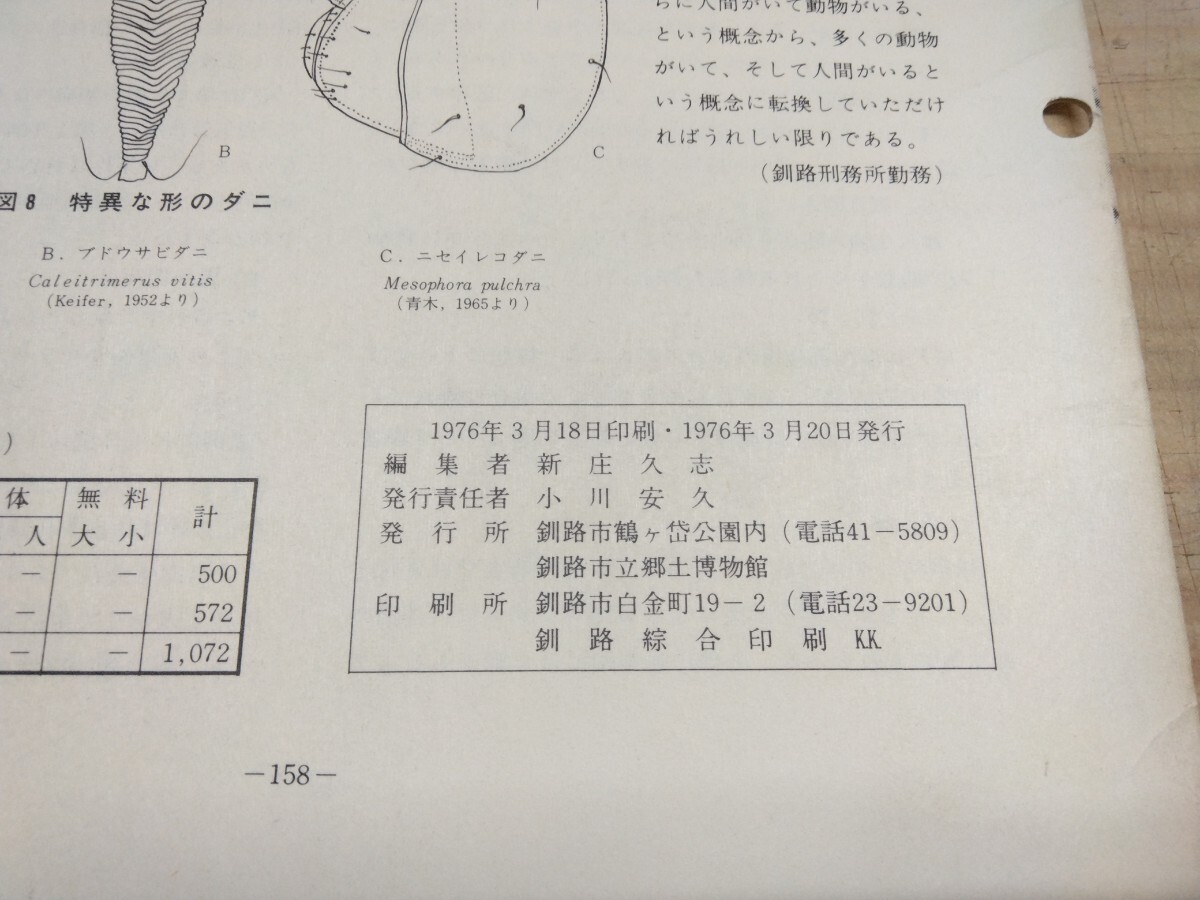 らに人間がいて動物がいる、
という概念から、多くの動物
がいて、そして人間がいると
いう概念に転換していただけ
ればうれしい限りである。
(釧路刑務所勤務)
B
C
図8 特異な形のダニ
B. ブドウサビダニ
Caleitrimerus vitis
(Keifer, 1952より)
C. ニセイレコダニ
Mesophora pulchra
(青木, 1965より)
)
体 無料 計
人 大 小
－ － 500
－ － 572
－ － 1,072
1976年3月18日印刷・1976年3月20日発行
編集者 新庄久志
発行責任者 小川安久
発行所 釧路市鶴ヶ岱公園内 (電話41－5809)
釧路市立郷土博物館
印刷所 釧路市白金町19－2 (電話23－9201)
釧路綜合印刷KK
－158－